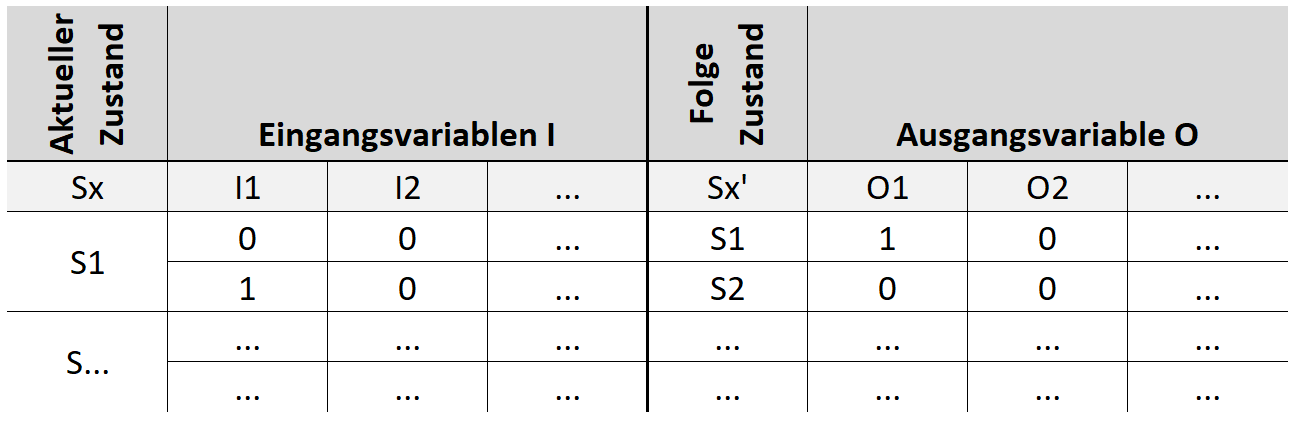 Aktueller Zustand Eingangsvariablen I Folge Zustand Ausgangsvariable O
Sx I1 I2 ... Sx' O1 O2 ...
S1 0 0 ... S1 1 0 ...
1 0 ... S2 0 0 ...
S... ... ... ... ... ... ... ...
... ... ... ... ... ... ...